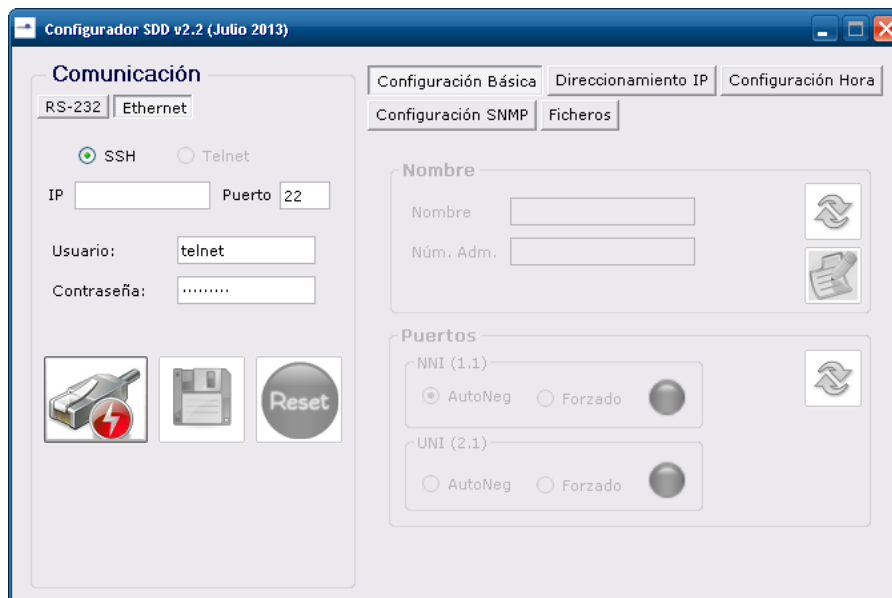 Configurador SDD v2.2 (Julio 2013)
Comunicación
RS-232 Ethernet
SSH Telnet
IP Puerto 22
Usuario: telnet
Contraseña: ·········
Reset
Configuración Básica Direccionamiento IP Configuración Hora
Configuración SNMP Ficheros
Nombre
Nombre
Núm. Adm.
Puertos
NNI (1.1)
AutoNeg Forzado
UNI (2.1)
AutoNeg Forzado